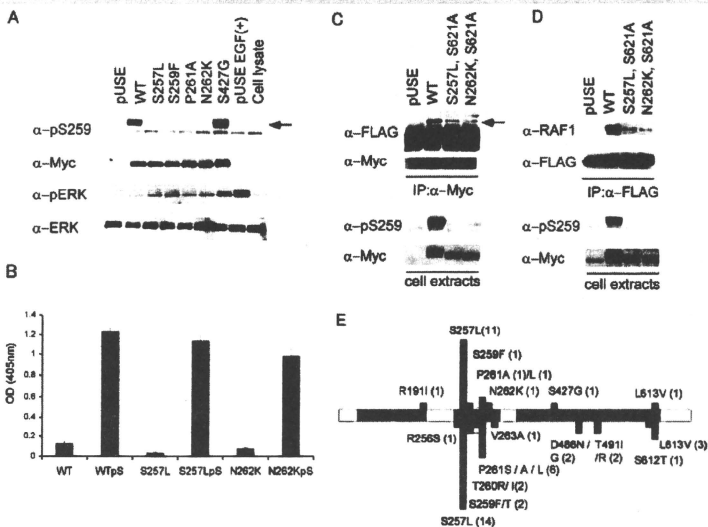 A
pUSE
WT
S257L
S259F
P261A
N262K
S427G
pUSE EGF(+)
Cell lysate
α-pS259
α-Myc
α-pERK
α-ERK
B
OD (405nm)
1.4
1.2
1
0.8
0.6
0.4
0.2
0
WT
WTpS
S257L
S257LpS
N262K
N262KpS
C
pUSE
WT
S257L, S621A
N262K, S621A
α-FLAG
α-Myc
IP:α-Myc
α-pS259
α-Myc
cell extracts
D
pUSE
WT
S257L, S621A
N262K, S621A
α-RAF1
α-FLAG
IP:α-FLAG
α-pS259
α-Myc
cell extracts
E
S257L(11)
S259F (1)
P261A (1)/L (1)
R191I (1)
N262K (1)
S427G (1)
L613V (1)
R256S (1)
V263A (1)
D486N / T491I L613V (3)
G (2) /R (2) S612T (1)
P261S / A / L (6)
T260R/ I(2)
S259F/T (2)
S257L (14)